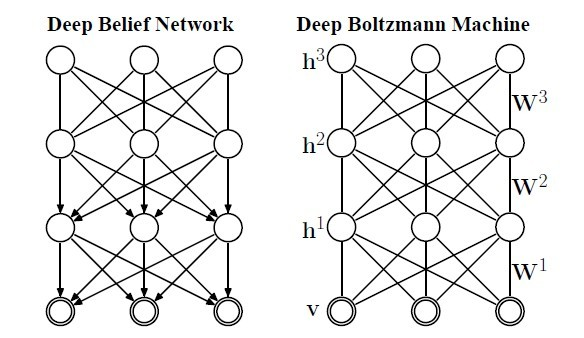 Deep Belief Network
Deep Boltzmann Machine
h³
W³
h²
W²
h¹
W¹
v